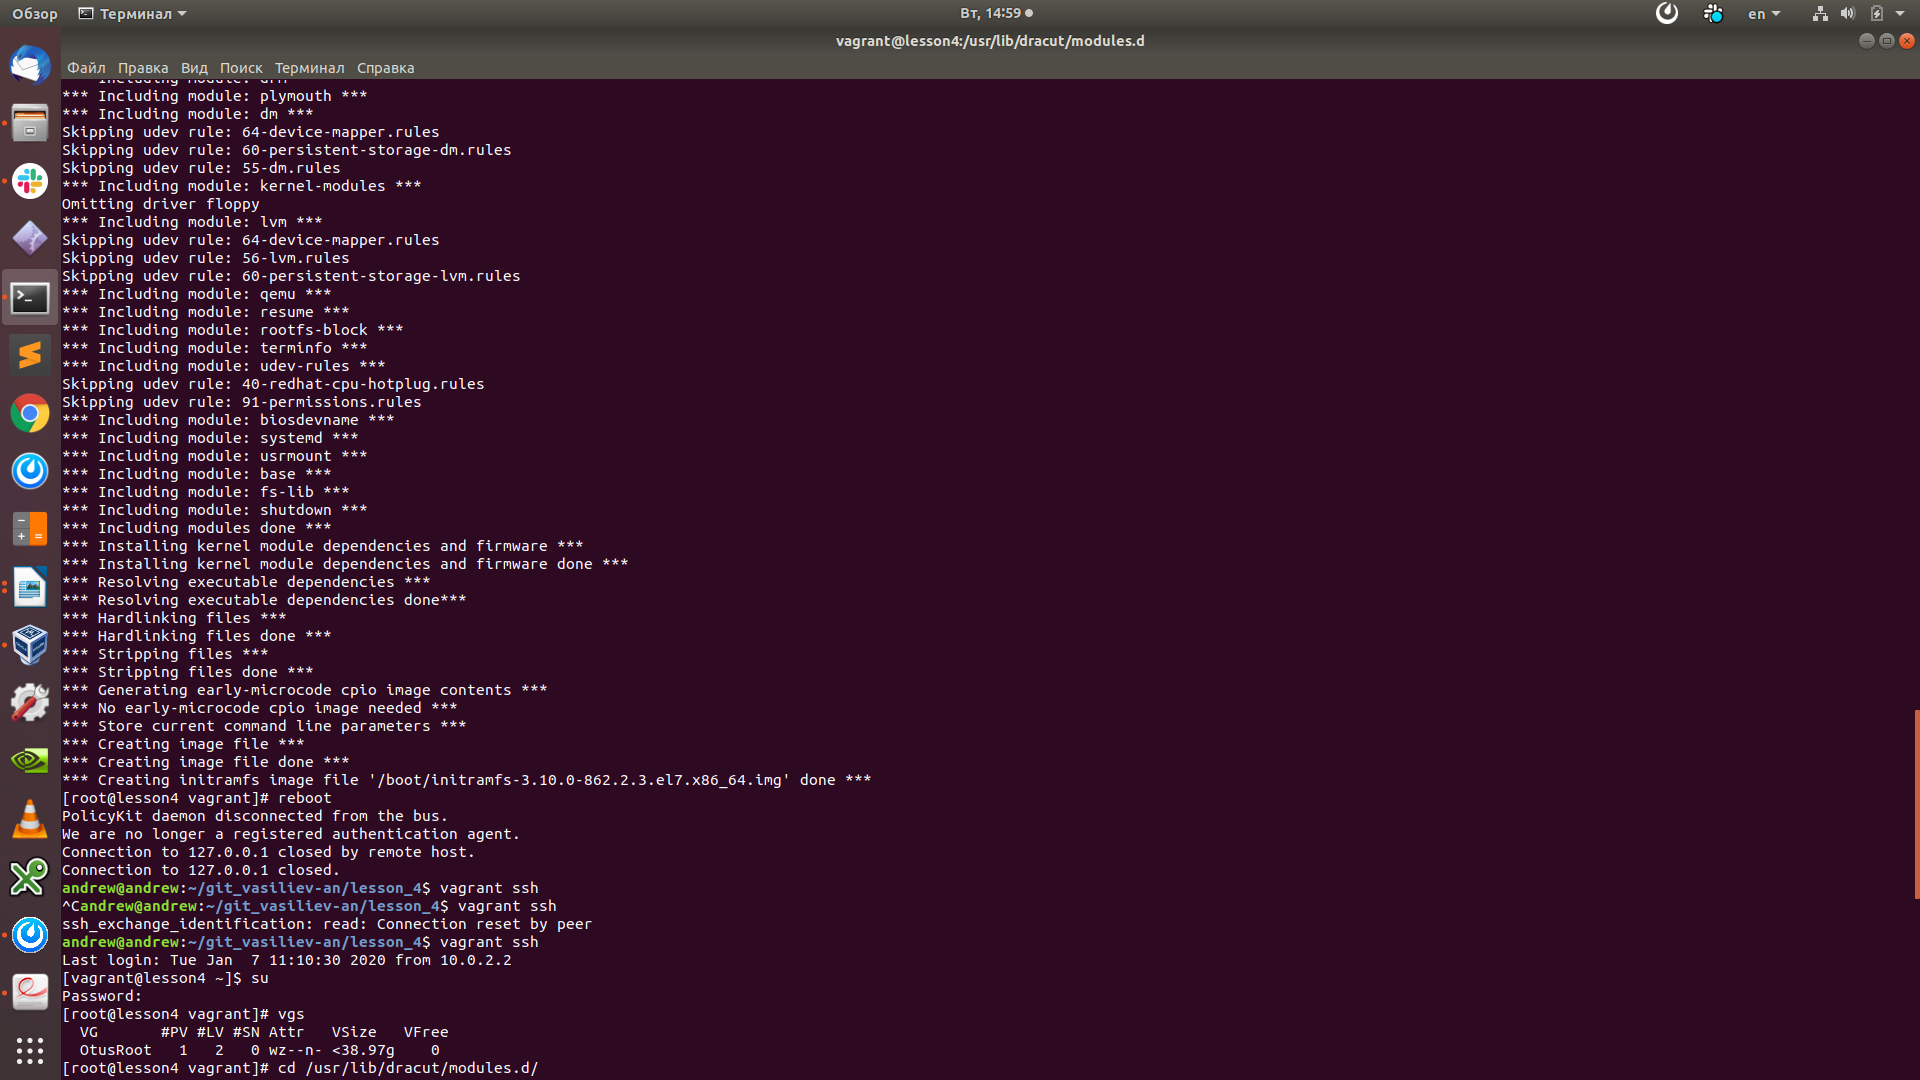 Обзор
Терминал
Вт, 14:59
en
vagrant@lesson4:/usr/lib/dracut/modules.d
Файл Правка Вид Поиск Терминал Справка
*** Including module: drm
*** Including module: plymouth ***
*** Including module: dm ***
Skipping udev rule: 64-device-mapper.rules
Skipping udev rule: 60-persistent-storage-dm.rules
Skipping udev rule: 55-dm.rules
*** Including module: kernel-modules ***
Omitting driver floppy
*** Including module: lvm ***
Skipping udev rule: 64-device-mapper.rules
Skipping udev rule: 56-lvm.rules
Skipping udev rule: 60-persistent-storage-lvm.rules
*** Including module: qemu ***
*** Including module: resume ***
*** Including module: rootfs-block ***
*** Including module: terminfo ***
*** Including module: udev-rules ***
Skipping udev rule: 40-redhat-cpu-hotplug.rules
Skipping udev rule: 91-permissions.rules
*** Including module: biosdevname ***
*** Including module: systemd ***
*** Including module: usrmount ***
*** Including module: base ***
*** Including module: fs-lib ***
*** Including module: shutdown ***
*** Including modules done ***
*** Installing kernel module dependencies and firmware ***
*** Installing kernel module dependencies and firmware done ***
*** Resolving executable dependencies ***
*** Resolving executable dependencies done***
*** Hardlinking files ***
*** Hardlinking files done ***
*** Stripping files ***
*** Stripping files done ***
*** Generating early-microcode cpio image contents ***
*** No early-microcode cpio image needed ***
*** Store current command line parameters ***
*** Creating image file ***
*** Creating image file done ***
*** Creating initramfs image file '/boot/initramfs-3.10.0-862.2.3.el7.x86_64.img' done ***
[root@lesson4 vagrant]# reboot
PolicyKit daemon disconnected from the bus.
We are no longer a registered authentication agent.
Connection to 127.0.0.1 closed by remote host.
Connection to 127.0.0.1 closed.
andrew@andrew:~/git_vasiliev-an/lesson_4$ vagrant ssh
^Candrew@andrew:~/git_vasiliev-an/lesson_4$ vagrant ssh
ssh_exchange_identification: read: Connection reset by peer
andrew@andrew:~/git_vasiliev-an/lesson_4$ vagrant ssh
Last login: Tue Jan  7 11:10:30 2020 from 10.0.2.2
[vagrant@lesson4 ~]$ su
Password:
[root@lesson4 vagrant]# vgs
  VG       #PV #LV #SN Attr   VSize   VFree
  OtusRoot   1   2   0 wz--n- <38.97g    0
[root@lesson4 vagrant]# cd /usr/lib/dracut/modules.d/